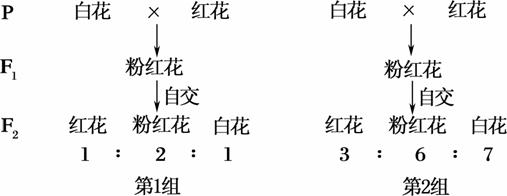 P 白花 × 红花 白花 × 红花
F₁ 粉红花 粉红花
自交 自交
F₂ 红花 粉红花 白花 红花 粉红花 白花
1 : 2 : 1 3 : 6 : 7
第1组 第2组